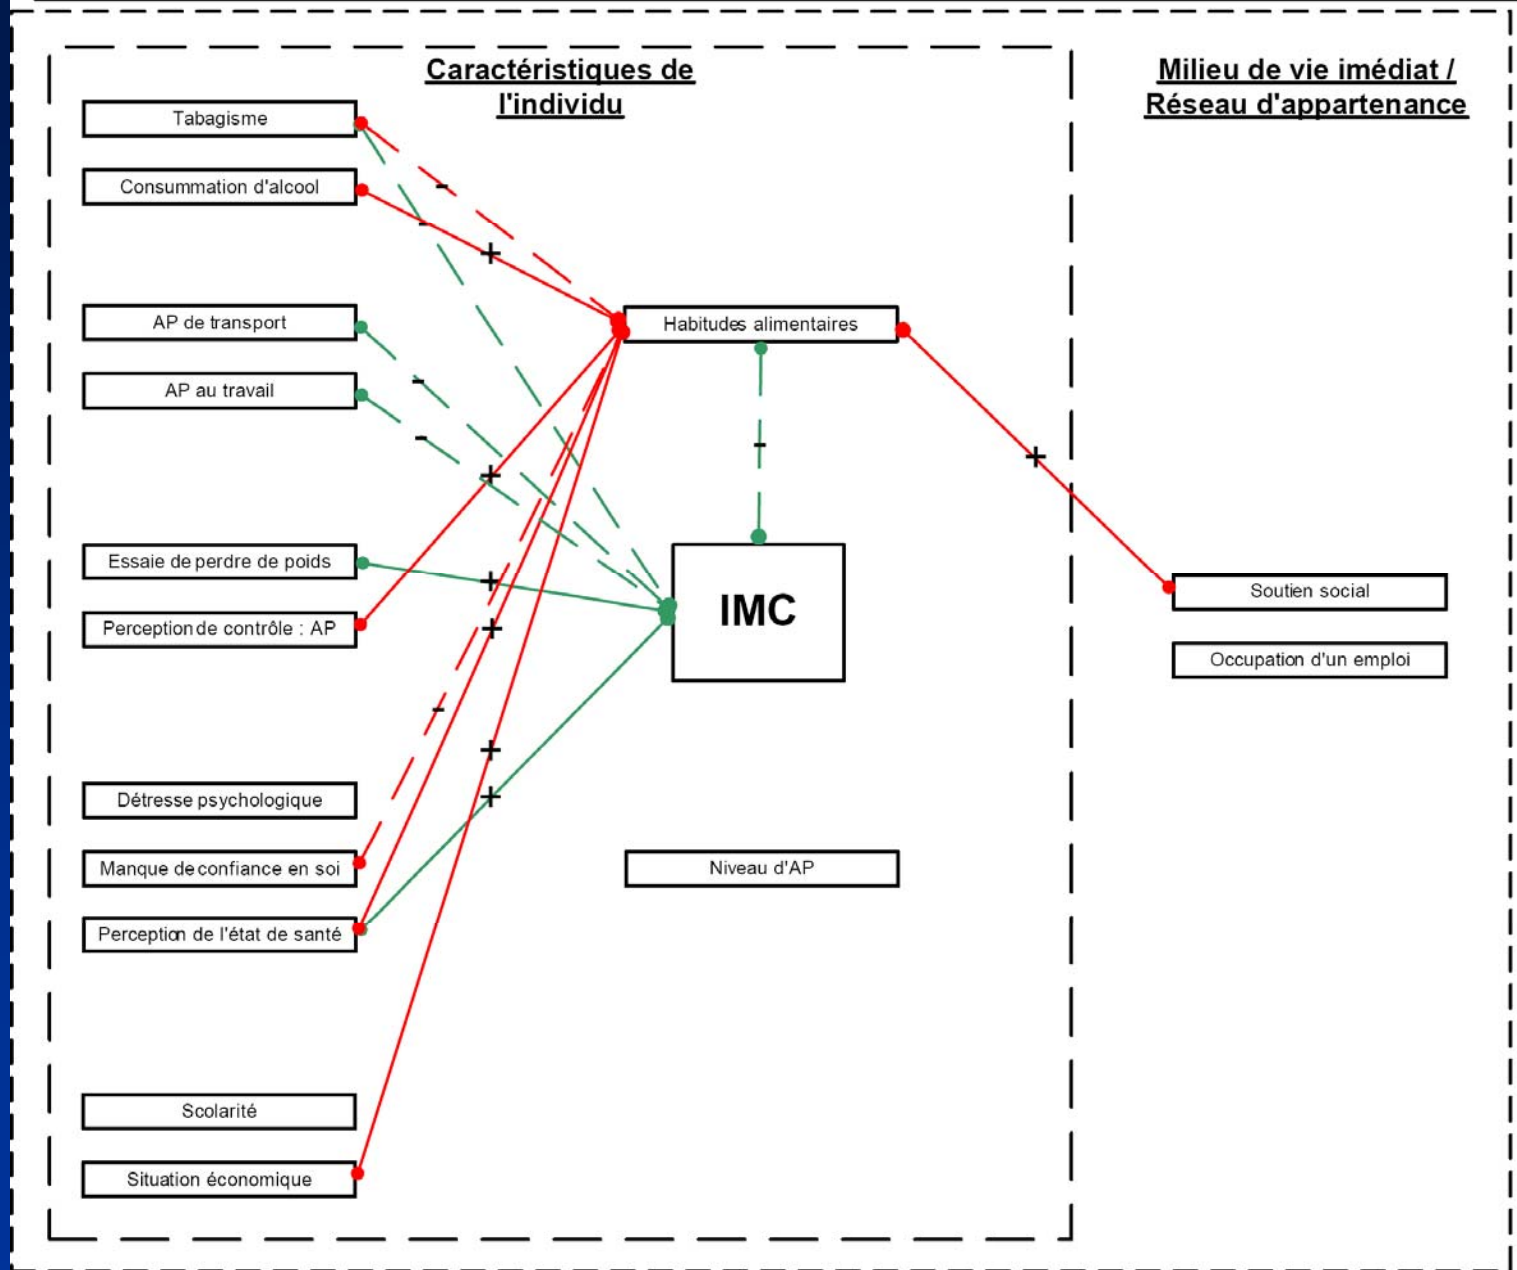 Caractéristiques de
l'individu
Milieu de vie imédiat /
Réseau d'appartenance
Tabagisme
Consummation d'alcool
AP de transport
AP au travail
Essaie de perdre de poids
Perception de contrôle : AP
Détresse psychologique
Manque de confiance en soi
Perception de l'état de santé
Scolarité
Situation économique
Habitudes alimentaires
IMC
Niveau d'AP
Soutien social
Occupation d'un emploi
-
-
+
-
-
+
+
+
-
+
+
-
+